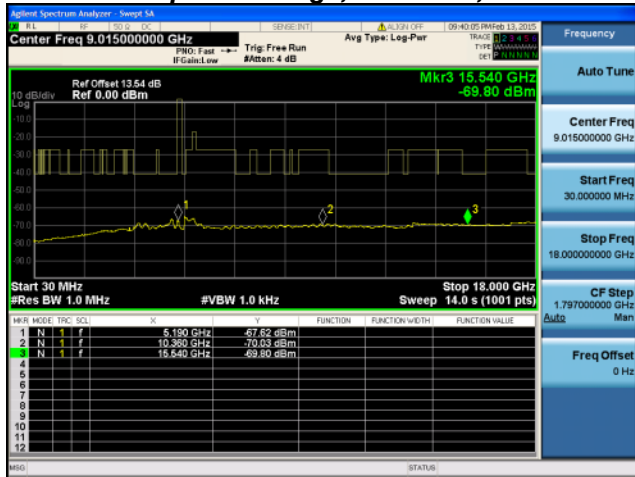 Agilent Spectrum Analyzer - Swept SA
RL RF 50 Ω DC SENSE:INT ALIGN OFF 09:40:05 PM Feb 13, 2015
Center Freq 9.015000000 GHz
PNO: Fast Trig: Free Run Avg Type: Log-Pwr TRACE 1 2 3 4 5 6
IFGain:Low #Atten: 4 dB TYPE
DET P N N N N N
Frequency
Mkr3 15.540 GHz
Ref Offset 13.54 dB
10 dB/div Ref 0.00 dBm -69.80 dBm
Log
-10.0
-20.0
-30.0
-40.0
-50.0
-60.0
-70.0
-80.0
-90.0
1
2
3
Start 30 MHz Stop 18.000 GHz
#Res BW 1.0 MHz #VBW 1.0 kHz Sweep 14.0 s (1001 pts)
MKR MODE TRC SCL X Y FUNCTION FUNCTION WIDTH FUNCTION VALUE
1 N 1 f 5.190 GHz -67.62 dBm
2 N 1 f 10.360 GHz -70.03 dBm
3 N 1 f 15.540 GHz -69.80 dBm
4
5
6
7
8
9
10
11
12
MSG STATUS
Auto Tune
Center Freq
9.015000000 GHz
Start Freq
30.000000 MHz
Stop Freq
18.000000000 GHz
CF Step
1.797000000 GHz
Auto Man
Freq Offset
0 Hz